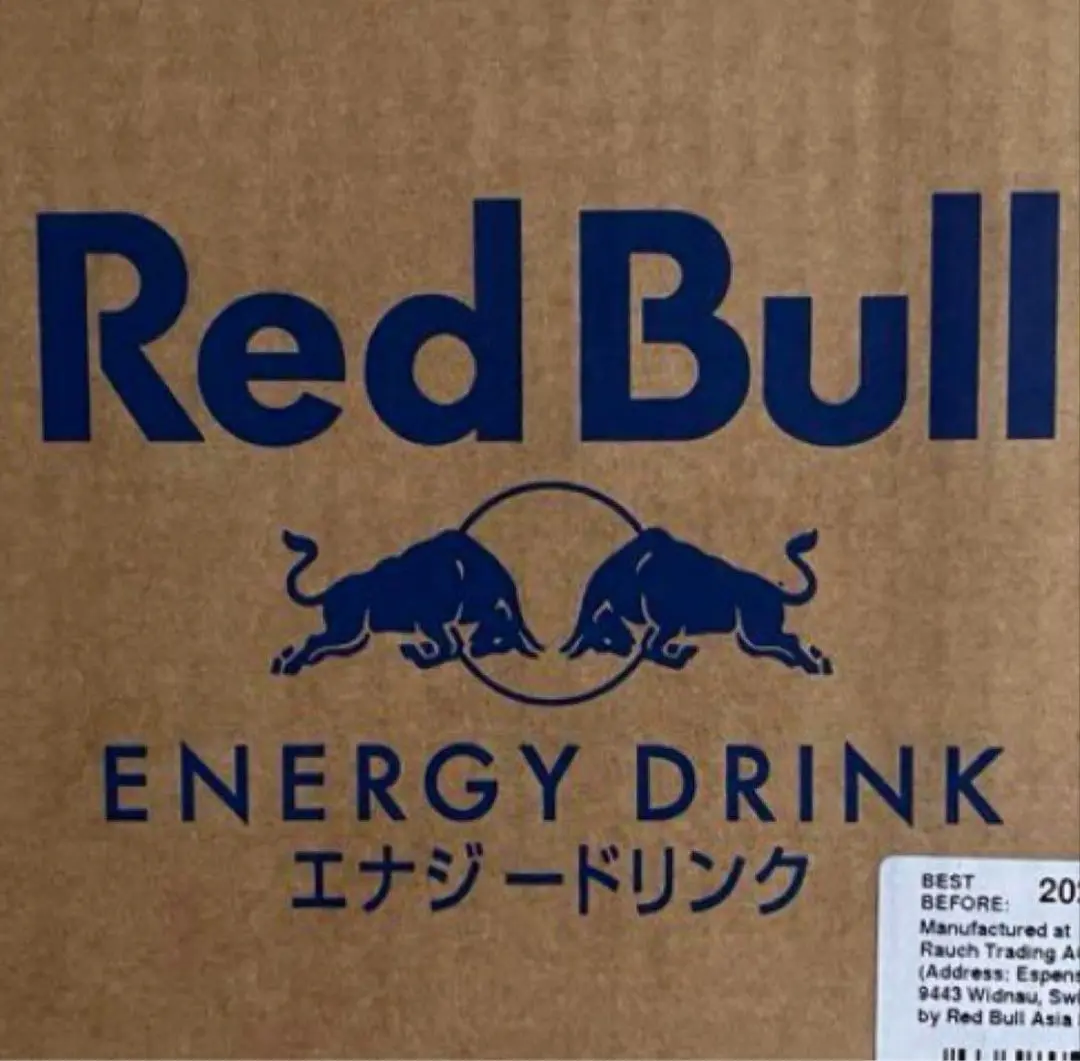 Red Bull
ENERGY DRINK
エナジードリンク
BEST
BEFORE:
Manufactured at
Rauch Trading
(Address:
9443 Widnau,
by Red Bull Asia